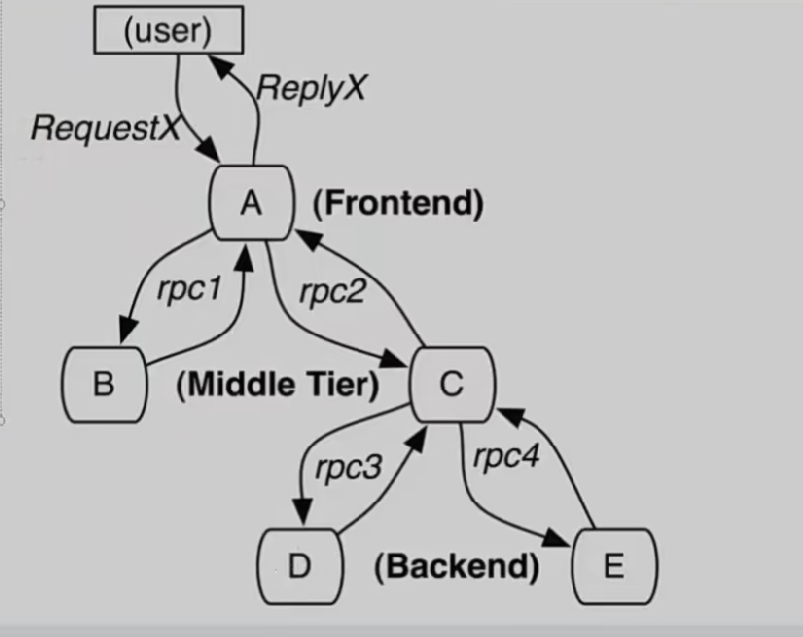 (user)
ReplyX
RequestX
A (Frontend)
rpc1 rpc2
B (Middle Tier) C
rpc3 rpc4
D (Backend) E